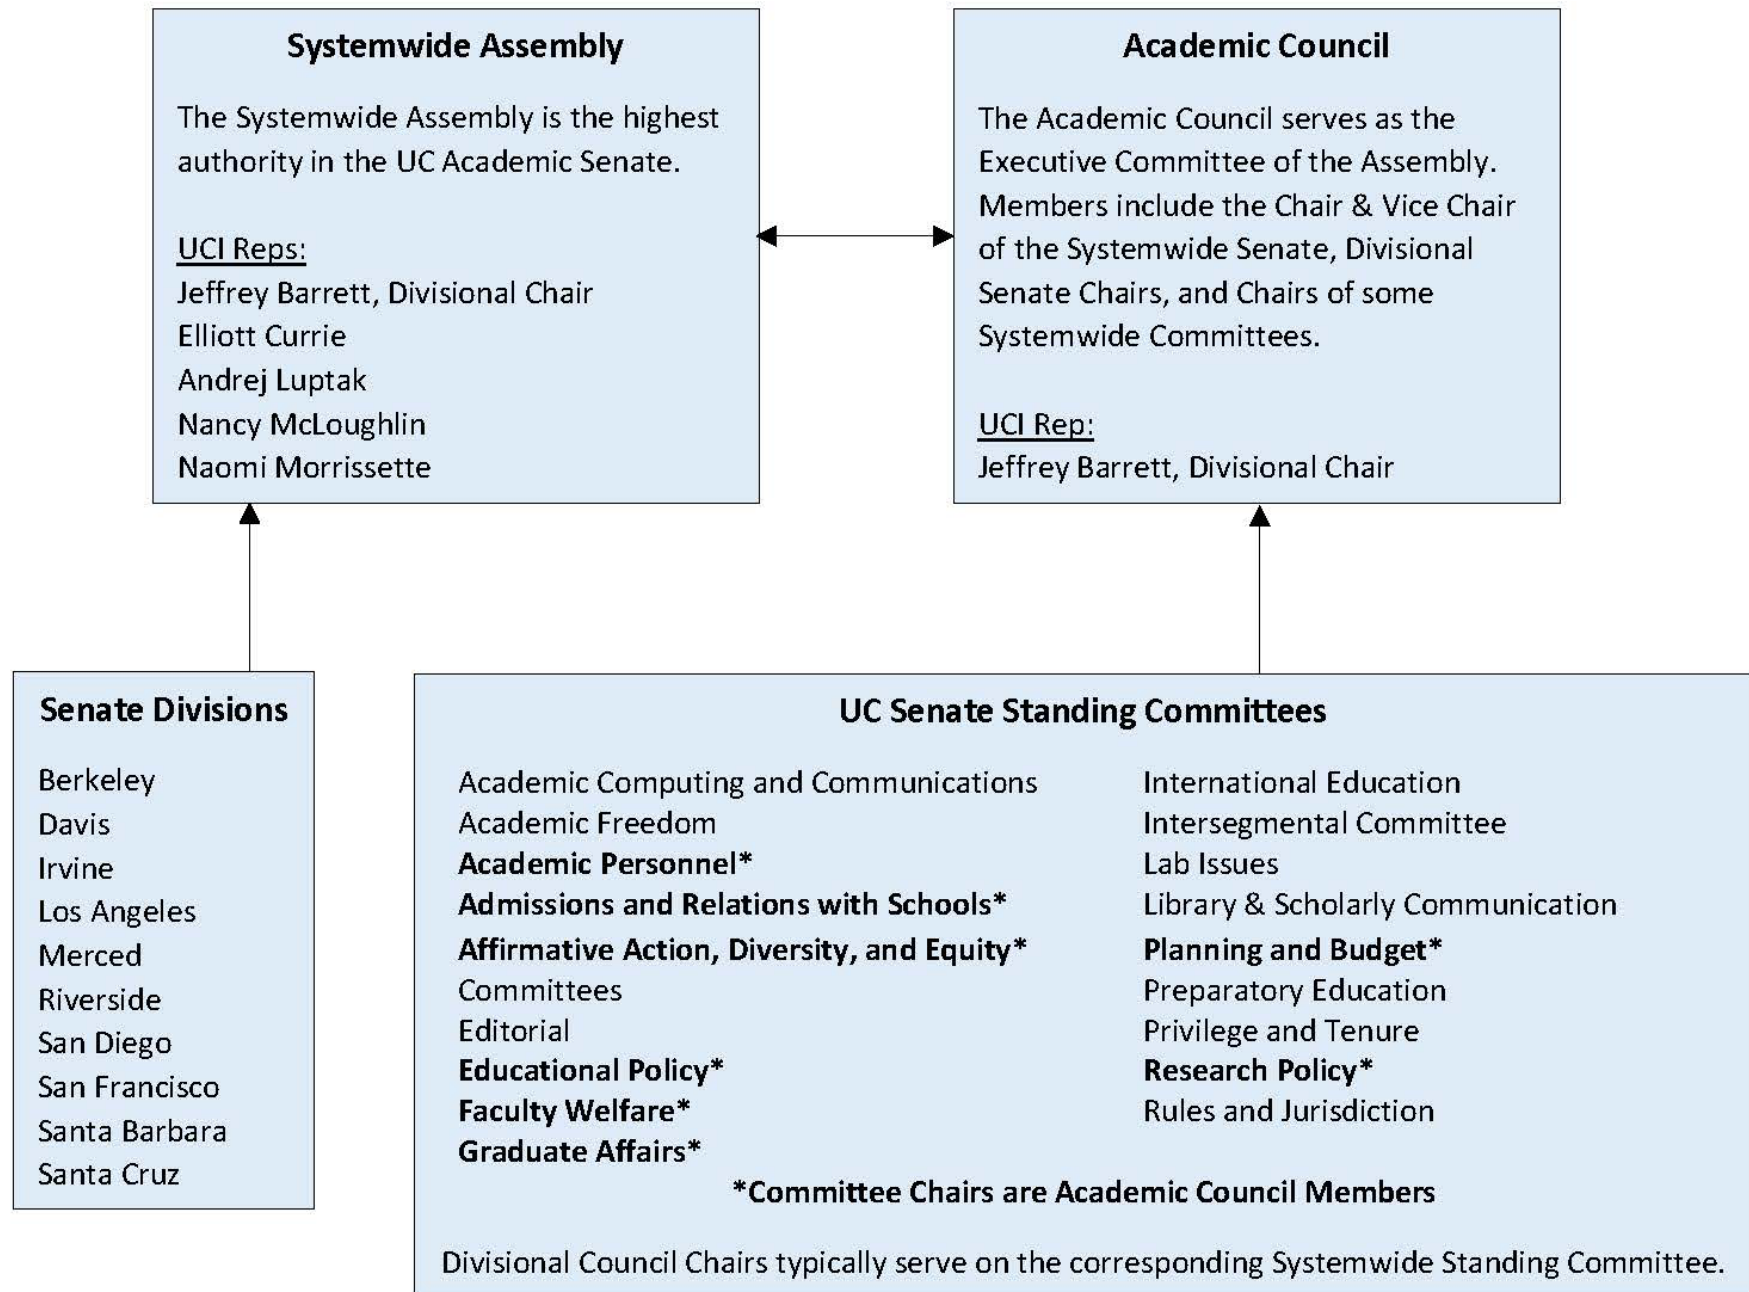 Systemwide Assembly
The Systemwide Assembly is the highest
authority in the UC Academic Senate.
UCI Reps:
Jeffrey Barrett, Divisional Chair
Elliott Currie
Andrej Luptak
Nancy McLoughlin
Naomi Morrissette
Academic Council
The Academic Council serves as the
Executive Committee of the Assembly.
Members include the Chair & Vice Chair
of the Systemwide Senate, Divisional
Senate Chairs, and Chairs of some
Systemwide Committees.
UCI Rep:
Jeffrey Barrett, Divisional Chair
Senate Divisions
Berkeley
Davis
Irvine
Los Angeles
Merced
Riverside
San Diego
San Francisco
Santa Barbara
Santa Cruz
UC Senate Standing Committees
Academic Computing and Communications
Academic Freedom
Academic Personnel*
Admissions and Relations with Schools*
Affirmative Action, Diversity, and Equity*
Committees
Editorial
Educational Policy*
Faculty Welfare*
Graduate Affairs*
International Education
Intersegmental Committee
Lab Issues
Library & Scholarly Communication
Planning and Budget*
Preparatory Education
Privilege and Tenure
Research Policy*
Rules and Jurisdiction
*Committee Chairs are Academic Council Members
Divisional Council Chairs typically serve on the corresponding Systemwide Standing Committee.